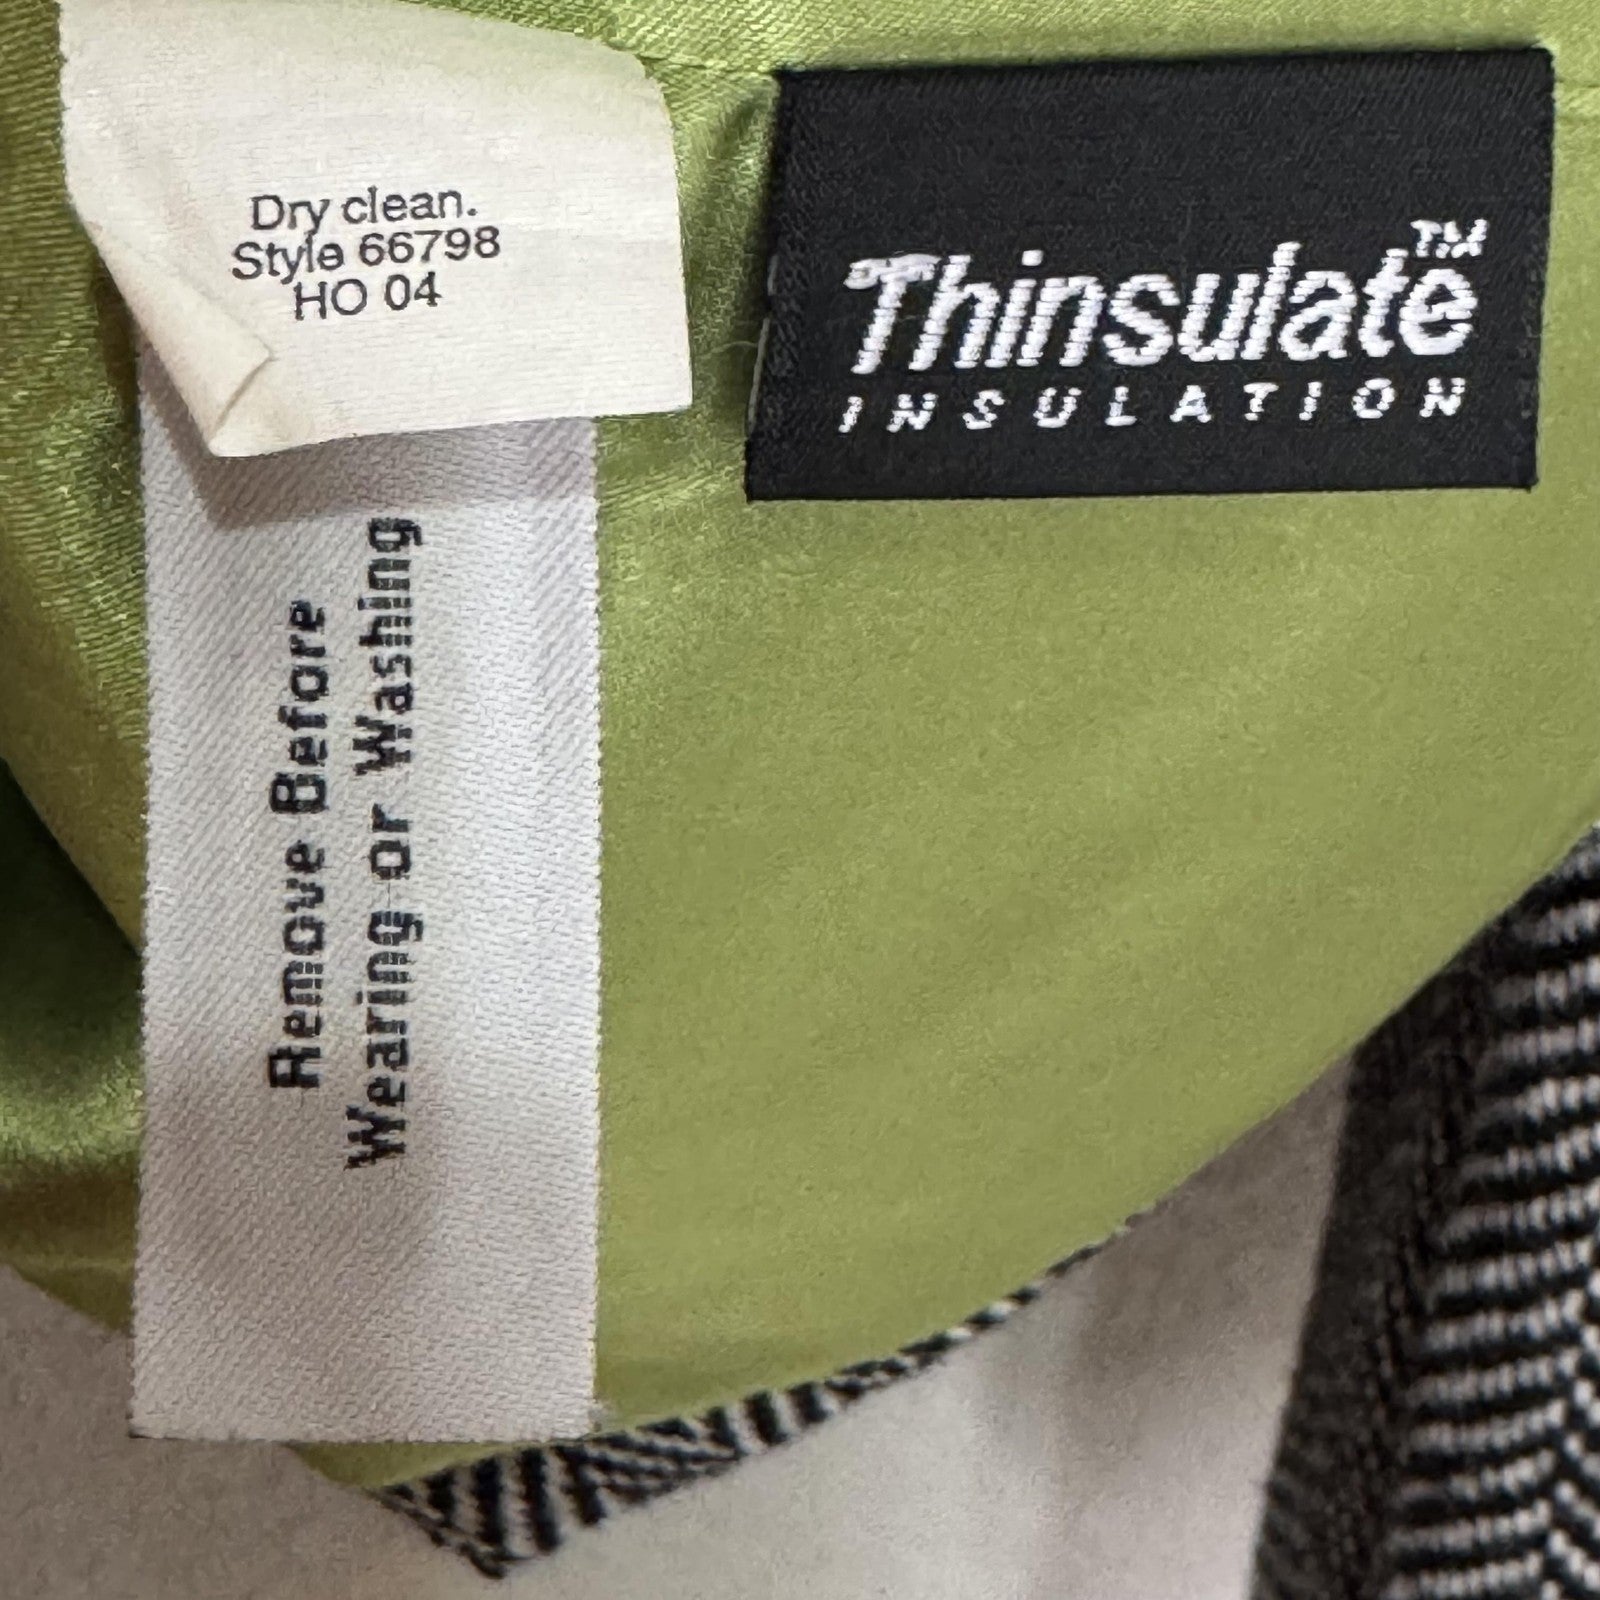 Dry clean.
Style 66798
HO 04
Thinsulate™
INSULATION
Remove Before
Wearing or Washing